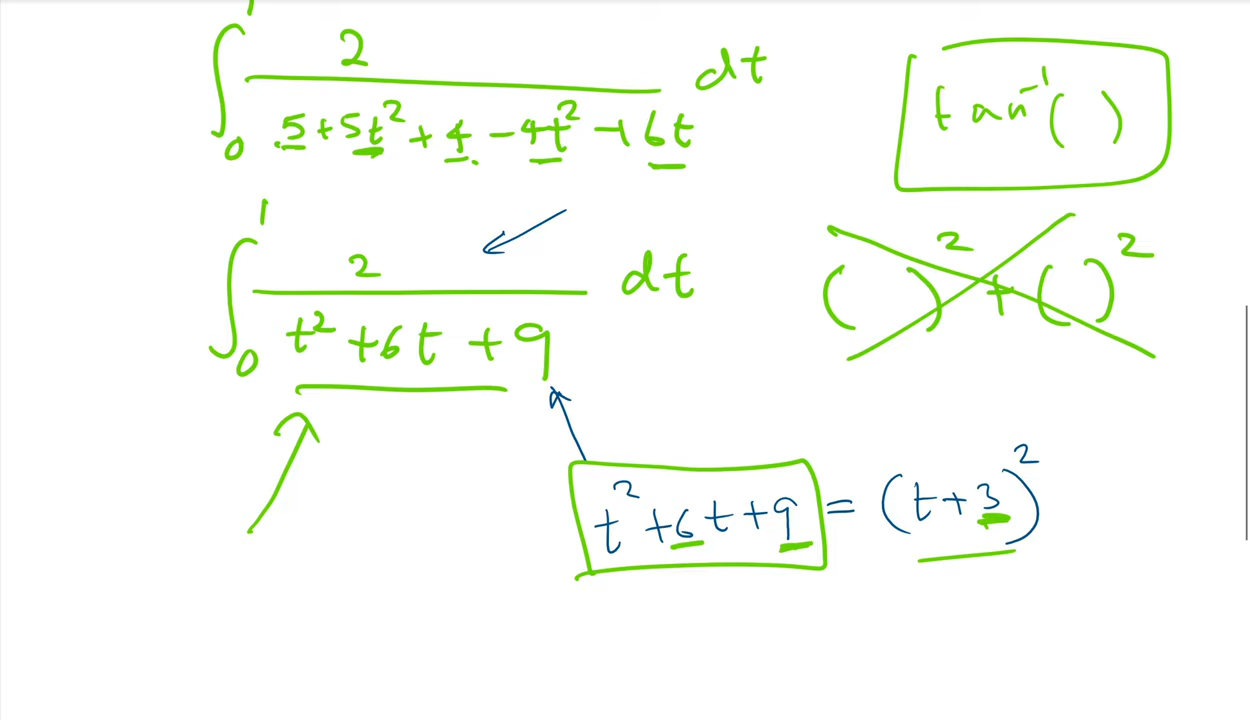 ∫₀¹ 2 / (5 + 5t² + 4 − 4t² + 6t) dt
tan⁻¹( )
∫₀¹ 2 / (t² + 6t + 9) dt
( )² + ( )²
t² + 6t + 9 = (t + 3)²